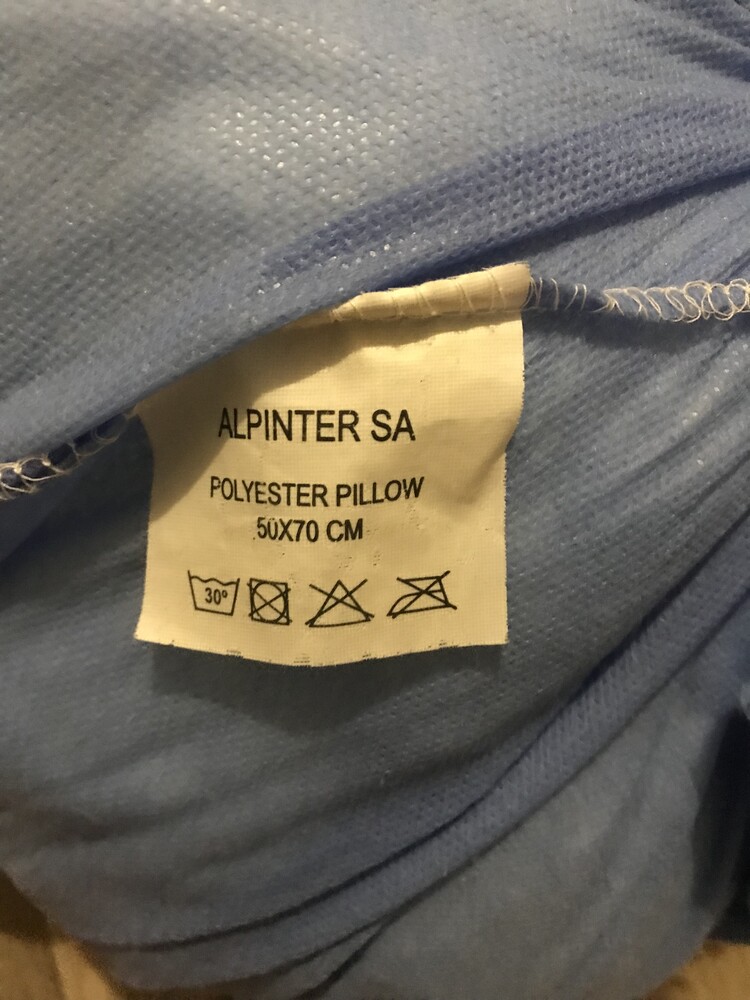 ALPINTER SA
POLYESTER PILLOW
50X70 CM
30°